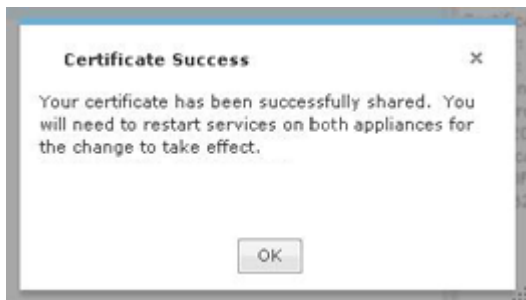 Certificate Success
×
Your certificate has been successfully shared. You
will need to restart services on both appliances for
the change to take effect.
OK